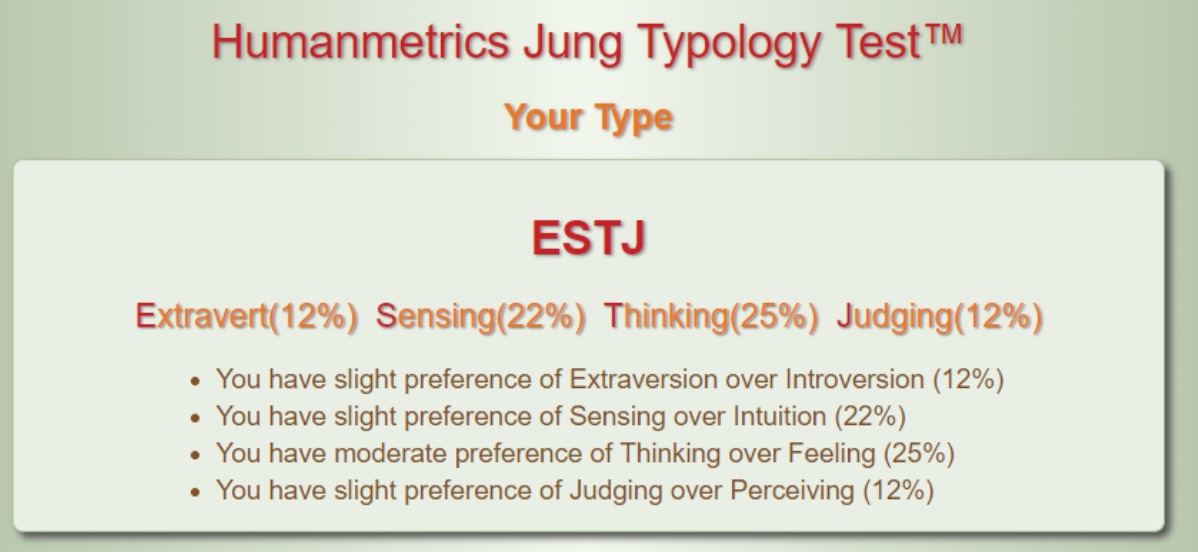 Humanmetrics Jung Typology Test™
Your Type
ESTJ
Extravert(12%) Sensing(22%) Thinking(25%) Judging(12%)
• You have slight preference of Extraversion over Introversion (12%)
• You have slight preference of Sensing over Intuition (22%)
• You have moderate preference of Thinking over Feeling (25%)
• You have slight preference of Judging over Perceiving (12%)